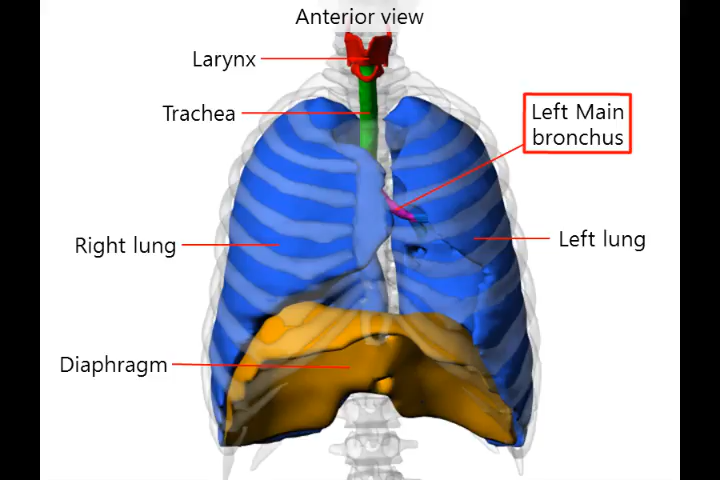 Anterior view
Larynx
Trachea
Left Main
bronchus
Right lung
Left lung
Diaphragm